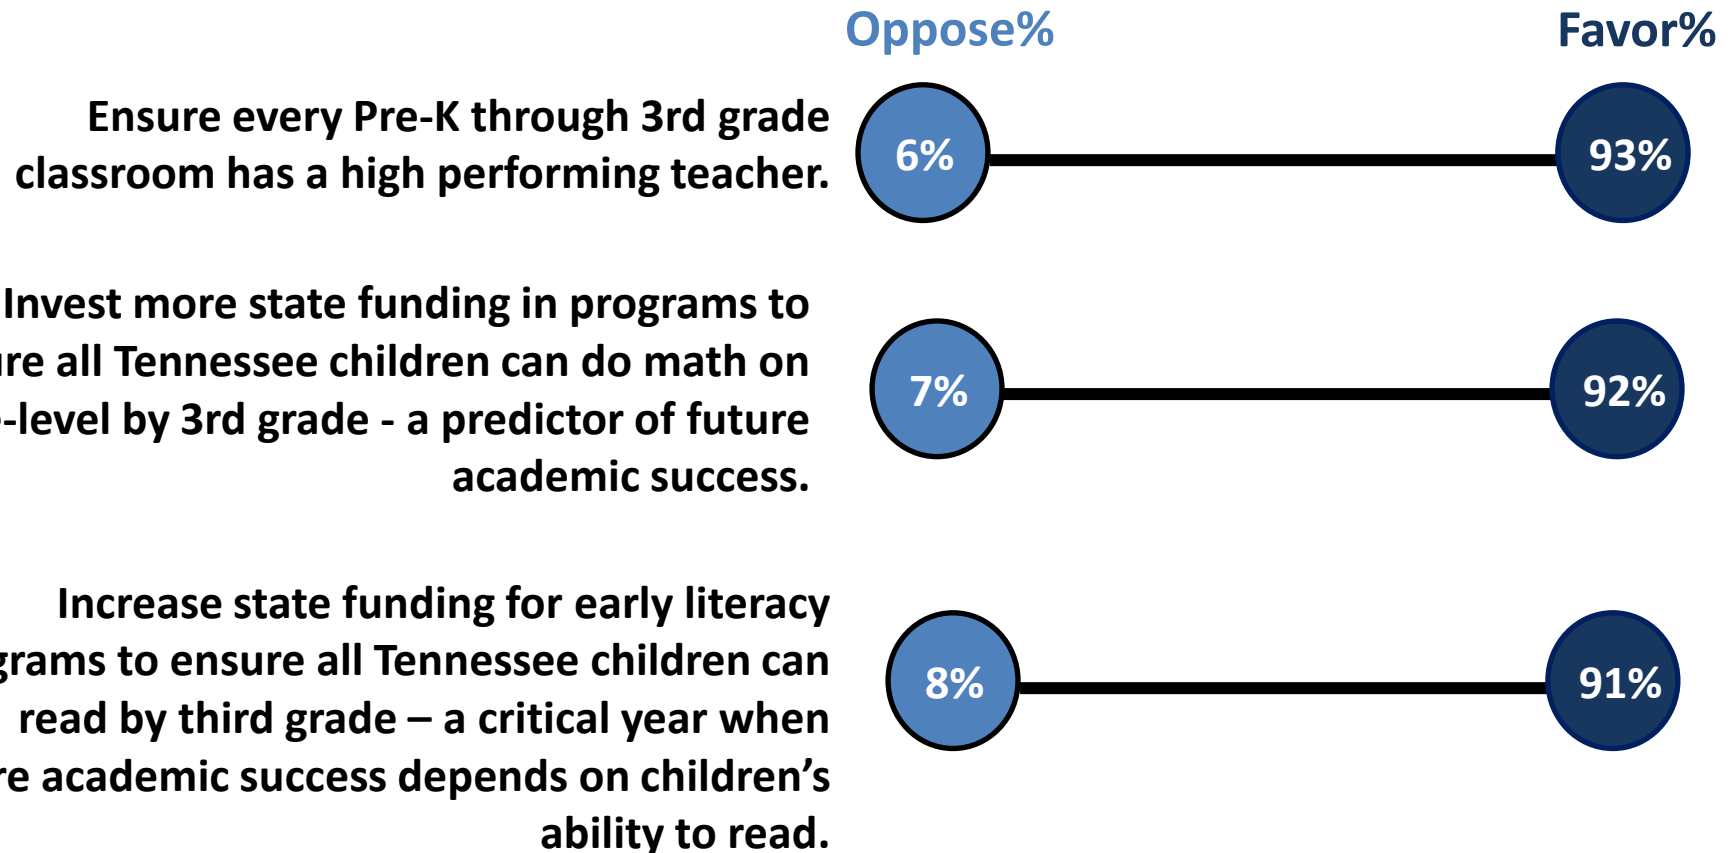 Oppose% Favor%
Ensure every Pre-K through 3rd grade
classroom has a high performing teacher.
6% 93%
Invest more state funding in programs to
all Tennessee children can do math on
-level by 3rd grade - a predictor of future
academic success.
7% 92%
Increase state funding for early literacy
to ensure all Tennessee children can
read by third grade – a critical year when
academic success depends on children’s
ability to read.
8% 91%